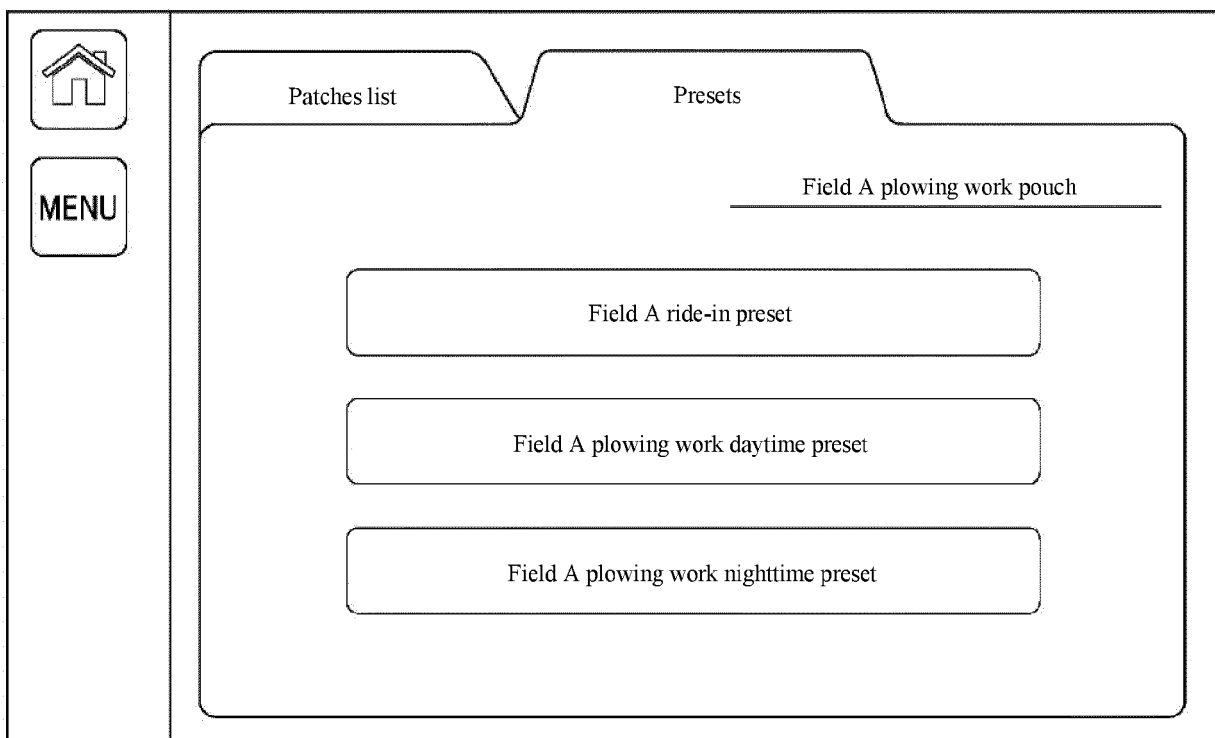 Patches list
Presets
MENU
Field A plowing work pouch
Field A ride-in preset
Field A plowing work daytime preset
Field A plowing work nighttime preset